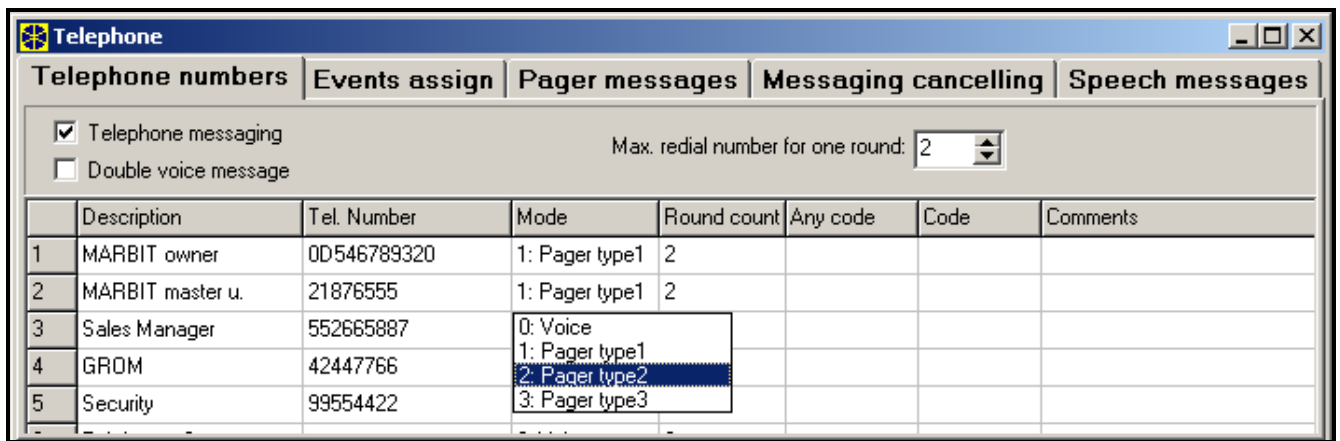 Telephone
Telephone numbers Events assign Pager messages Messaging cancelling Speech messages
Telephone messaging Max. redial number for one round: 2
Double voice message
Description Tel. Number Mode Round count Any code Code Comments
1 MARBIT owner 0D546789320 1: Pager type1 2
2 MARBIT master u. 21876555 1: Pager type1 2
3 Sales Manager 552665887 0: Voice
1: Pager type1
4 GROM 42447766 2: Pager type2
5 Security 99554422 3: Pager type3